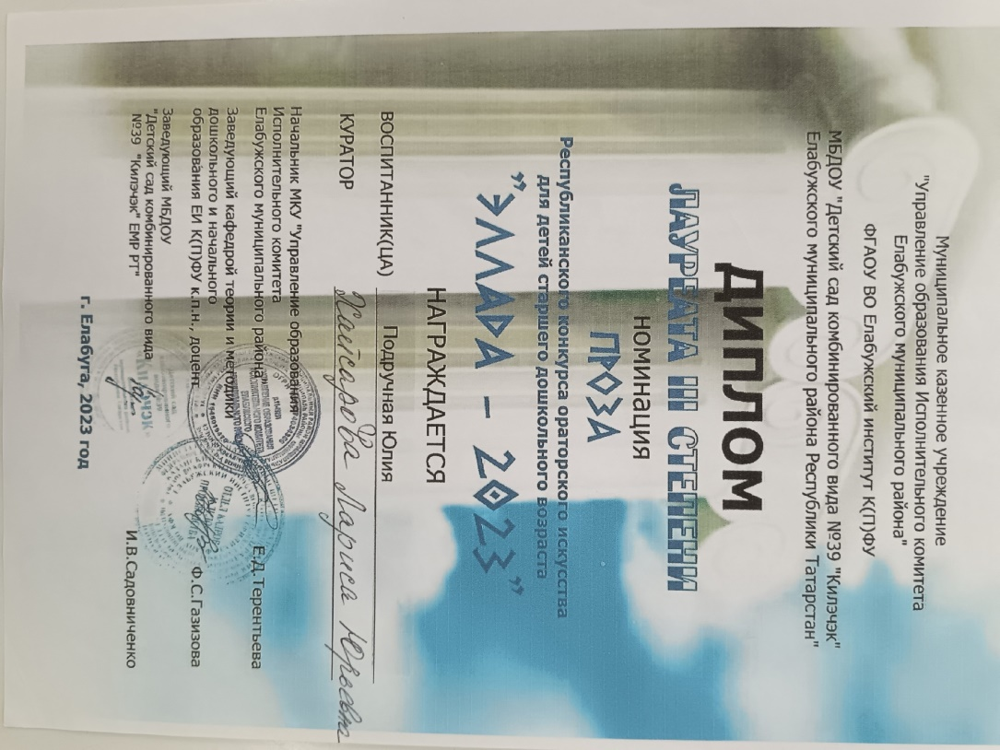 Муниципальное казенное учреждение
"Управление образования Исполнительного комитета
Елабужского муниципального района"
ФГАОУ ВО Елабужский институт К(П)ФУ
МБДОУ "Детский сад комбинированного вида №39 "Килэчэк"
Елабужского муниципального района Республики Татарстан"
ДИПЛОМ
ЛАУРЕАТА III СТЕПЕНИ
НОМИНАЦИЯ
ПРОЗА
Республиканского конкурса ораторского искусства
для детей старшего дошкольного возраста
"ЭЛЛАДА – 2023"
НАГРАЖДАЕТСЯ
ВОСПИТАННИК(ЦА) Подручная Юлия
КУРАТОР Хайсарова Лариса Юрьевна
Начальник МКУ "Управление образования
Исполнительного комитета
Елабужского муниципального района Е.Д.Терентьева
Заведующий кафедрой теории и методики
дошкольного и начального
образования ЕИ К(П)ФУ к.п.н., доцент Ф.С.Газизова
Заведующий МБДОУ
"Детский сад комбинированного вида
№39 "Килэчэк" ЕМР РТ" И.В.Садовниченко
г. Елабуга, 2023 год